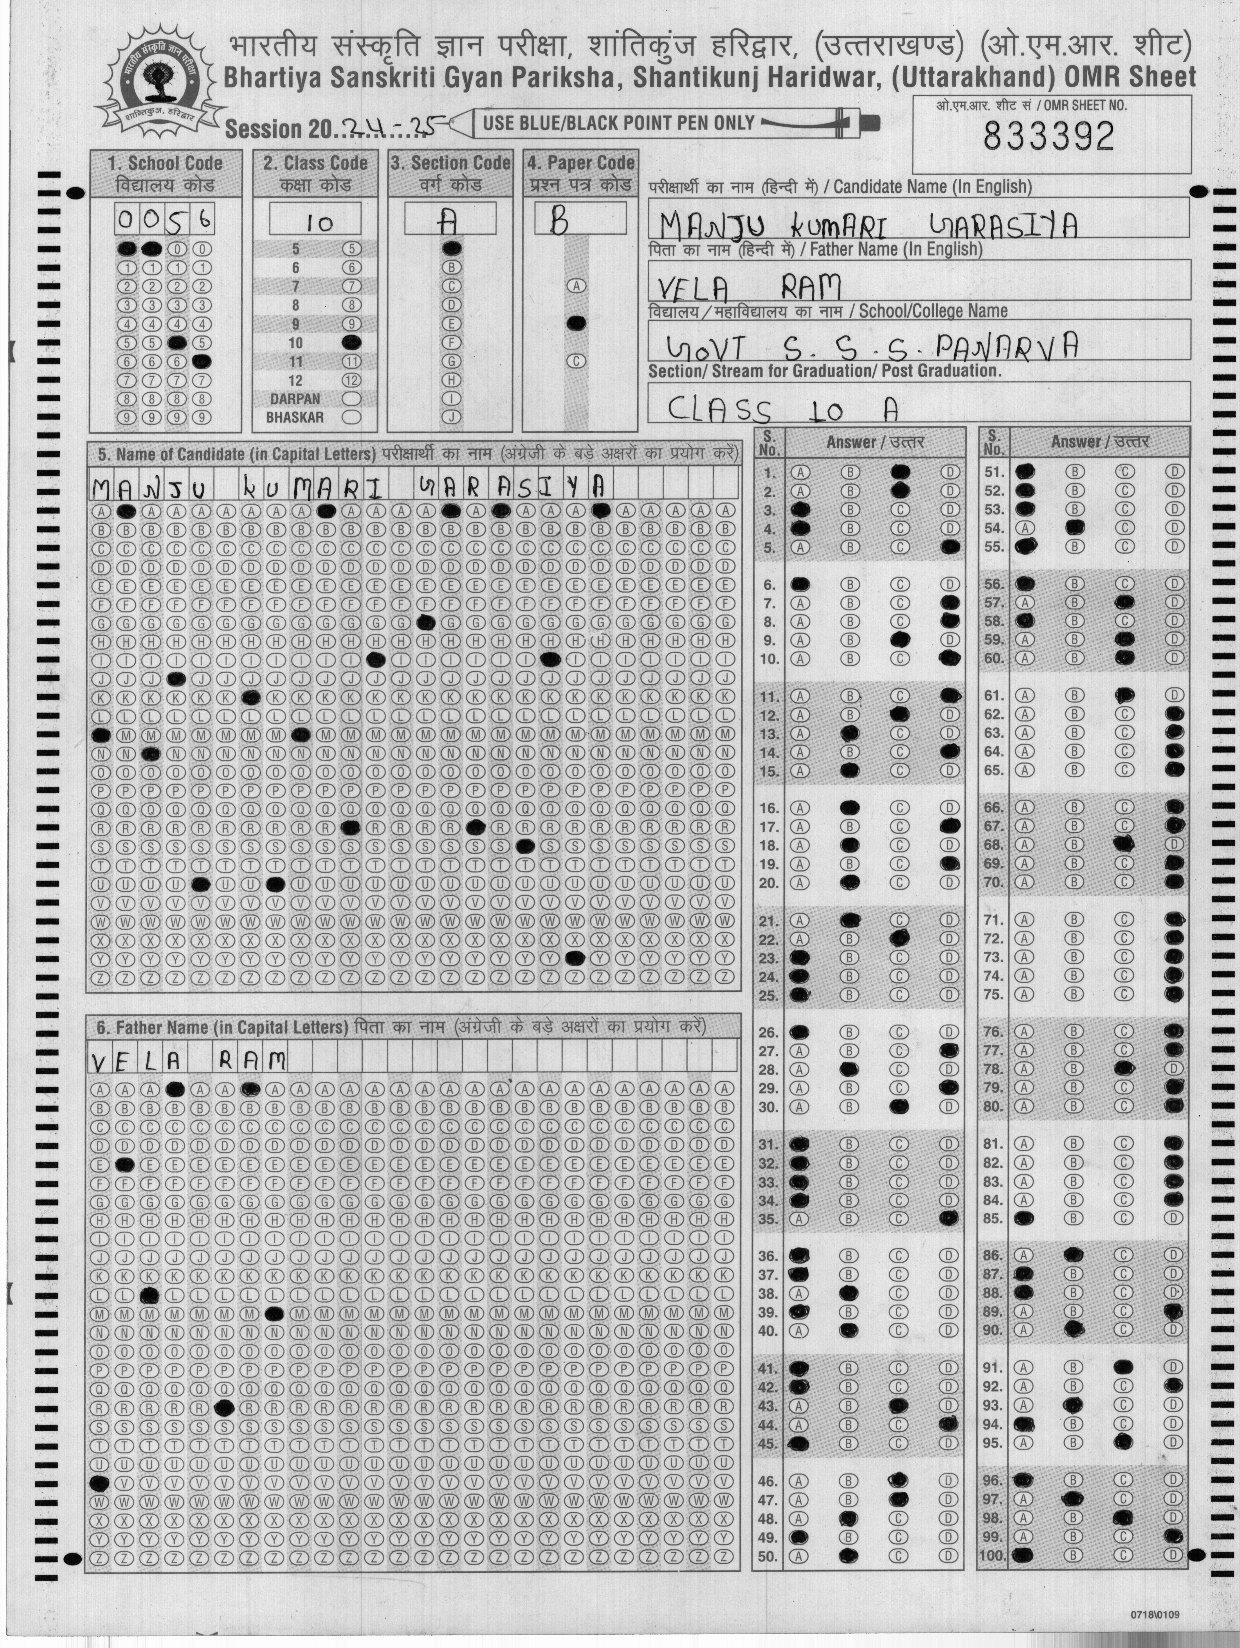 भारतीय संस्कृति ज्ञान परीक्षा, शांतिकुंज हरिद्वार, (उत्तराखण्ड) (ओ.एम.आर. शीट)
Bhartiya Sanskriti Gyan Pariksha, Shantikunj Haridwar, (Uttarakhand) OMR Sheet
Session 2024-25
USE BLUE/BLACK POINT PEN ONLY
ओ.एम.आर. शीट सं / OMR SHEET NO.
833392
1. School Code
विद्यालय कोड
0056
2. Class Code
कक्षा कोड
10
5
6
7
8
9
10
11
12
DARPAN
BHASKAR
3. Section Code
वर्ग कोड
A
4. Paper Code
प्रश्न पत्र कोड
B
परीक्षार्थी का नाम (हिन्दी में) / Candidate Name (In English)
MANJU KUMARI GARASIYA
पिता का नाम (हिन्दी में) / Father Name (In English)
VELA RAM
विद्यालय/महाविद्यालय का नाम / School/College Name
GOVT S. S. S. PANARVA
Section/ Stream for Graduation/ Post Graduation.
CLASS 10 A
5. Name of Candidate (in Capital Letters) परीक्षार्थी का नाम (अंग्रेजी के बड़े अक्षरों का प्रयोग करें)
MANJU KUMARI GARASIYA
6. Father Name (in Capital Letters) पिता का नाम (अंग्रेजी के बड़े अक्षरों का प्रयोग करें)
VELA RAM
S. No. Answer / उत्तर
S. No. Answer / उत्तर
0718\0109